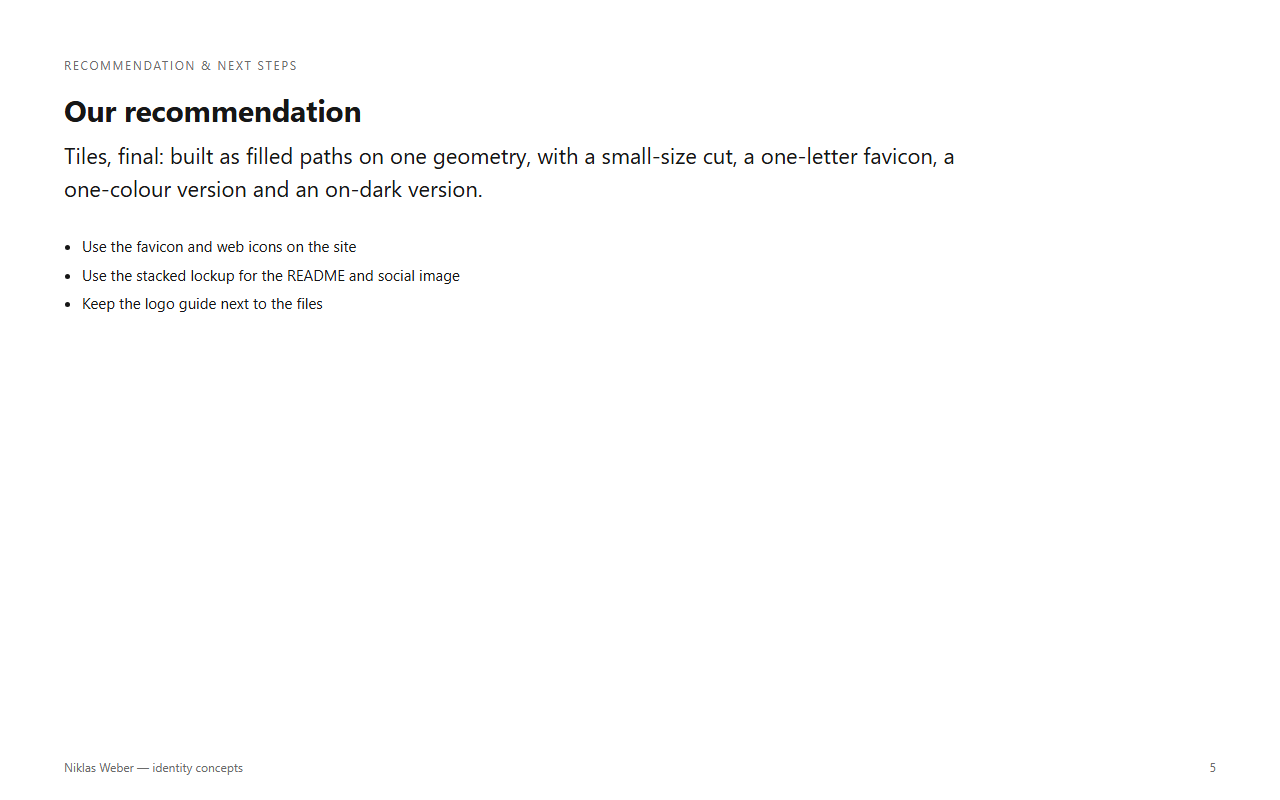 RECOMMENDATION & NEXT STEPS
Our recommendation
Tiles, final: built as filled paths on one geometry, with a small-size cut, a one-letter favicon, a
one-colour version and an on-dark version.
• Use the favicon and web icons on the site
• Use the stacked lockup for the README and social image
• Keep the logo guide next to the files
Niklas Weber — identity concepts
5